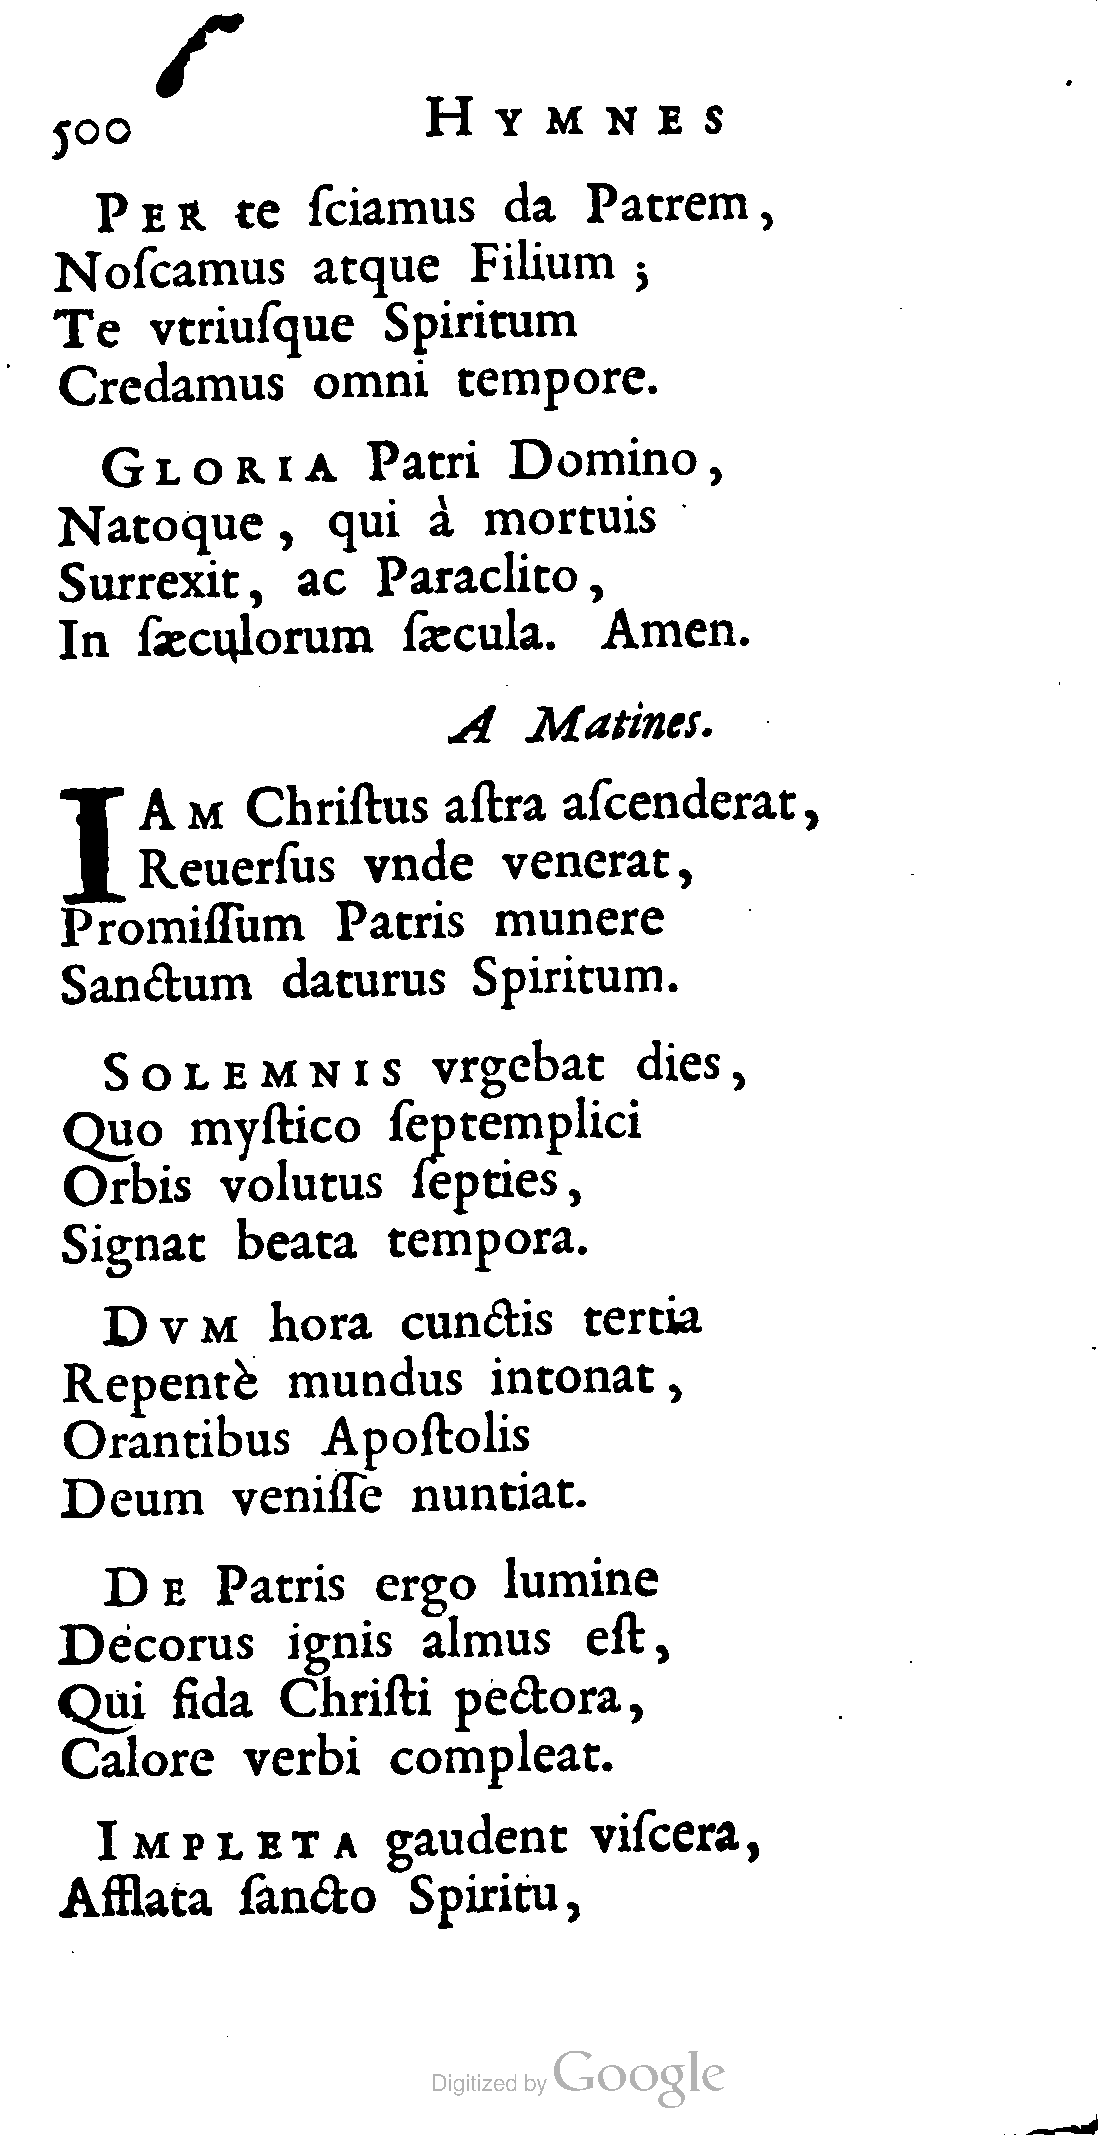 500 HYMNES
PER te ſciamus da Patrem,
Noſcamus atque Filium ;
Te vtriuſque Spiritum
Credamus omni tempore.
GLORIA Patri Domino,
Natoque, qui à mortuis
Surrexit, ac Paraclito,
In ſæculorum ſæcula. Amen.
A Matines.
IAM Chriſtus aſtra aſcenderat,
Reuerſus vnde venerat,
Promiſſum Patris munere
Sanctum daturus Spiritum.
SOLEMNIS vrgebat dies,
Quo myſtico ſeptemplici
Orbis volutus ſepties,
Signat beata tempora.
DVM hora cunctis tertia
Repentè mundus intonat,
Orantibus Apoſtolis
Deum veniſſe nuntiat.
DE Patris ergo lumine
Decorus ignis almus eſt,
Qui fida Chriſti pectora,
Calore verbi compleat.
IMPLETA gaudent viſcera,
Afflata ſancto Spiritu,
Digitized by Google